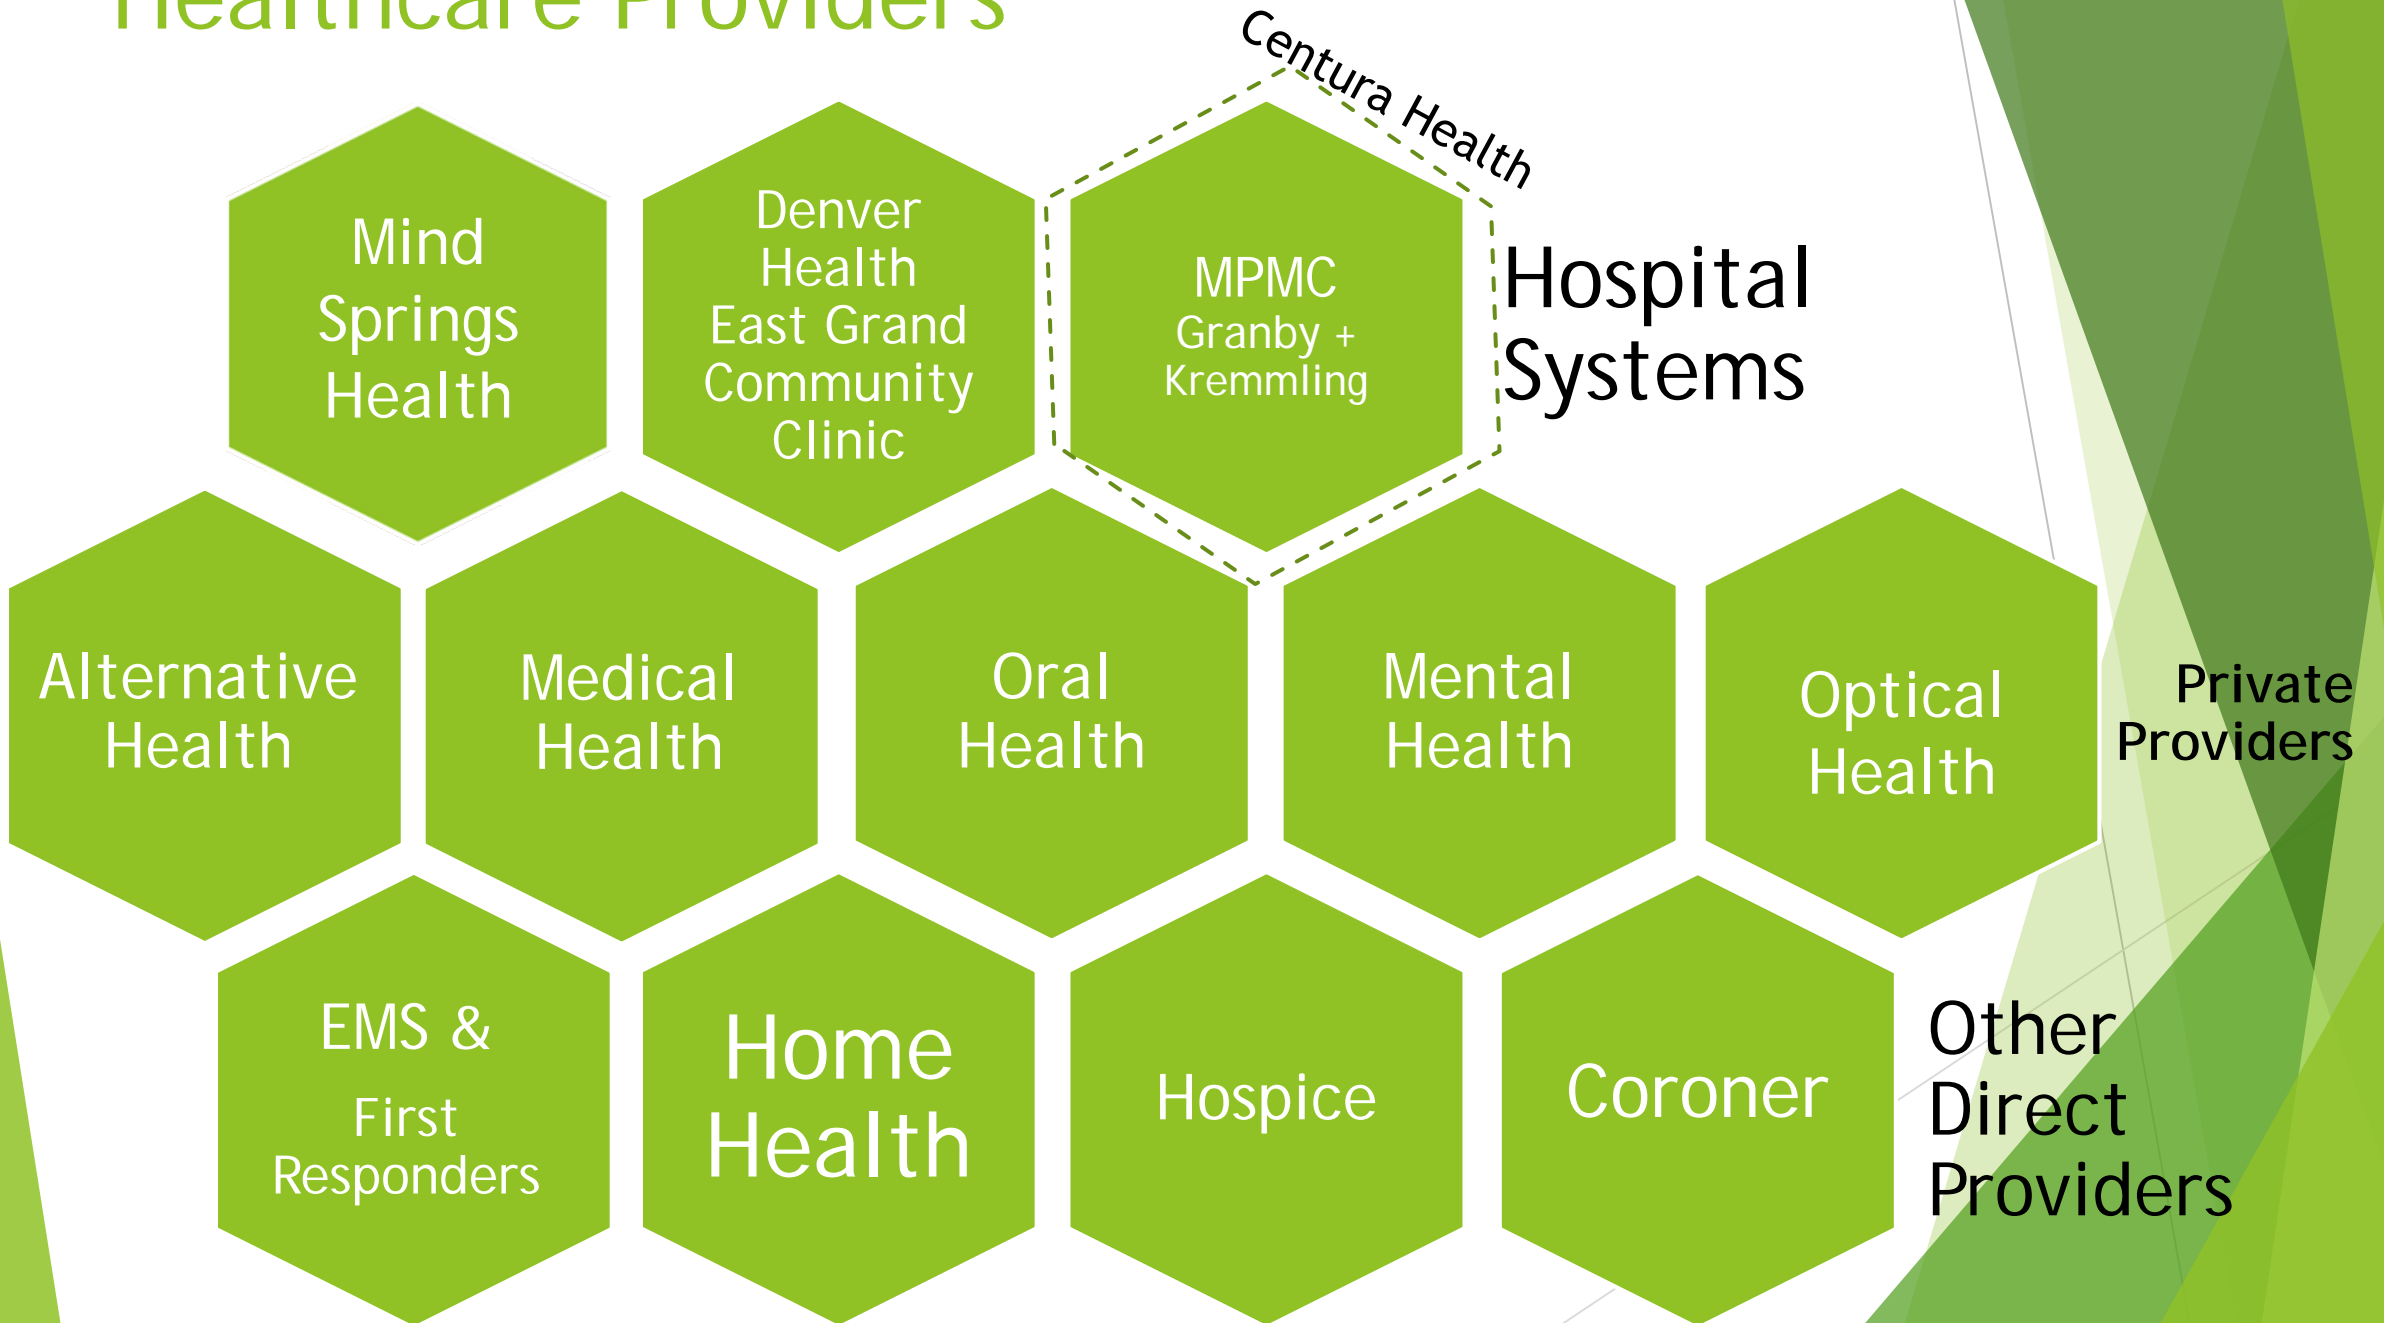 Healthcare Providers
Centura Health
Mind
Springs
Health
Denver
Health
East Grand
Community
Clinic
MPMC
Granby +
Kremmling
Hospital
Systems
Alternative
Health
Medical
Health
Oral
Health
Mental
Health
Optical
Health
Private
Providers
EMS &
First
Responders
Home
Health
Hospice
Coroner
Other
Direct
Providers